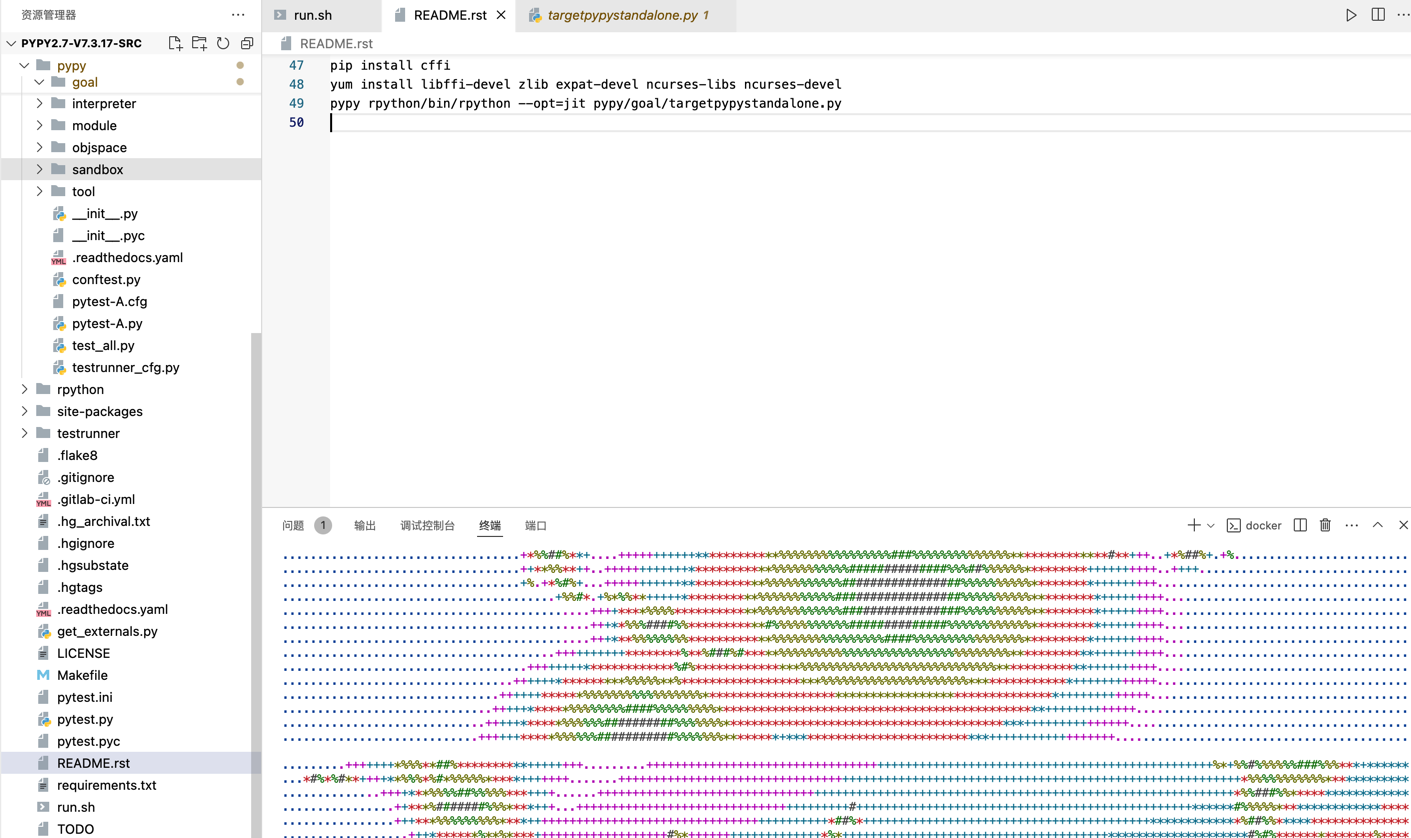 资源管理器
run.sh
README.rst
targetpypystandalone.py 1
PYPY2.7-V7.3.17-SRC
README.rst
pypy
goal
interpreter
module
objspace
sandbox
tool
__init__.py
__init__.pyc
.readthedocs.yaml
conftest.py
pytest-A.cfg
pytest-A.py
test_all.py
testrunner_cfg.py
rpython
site-packages
testrunner
.flake8
.gitignore
.gitlab-ci.yml
.hg_archival.txt
.hgignore
.hgsubstate
.hgtags
.readthedocs.yaml
get_externals.py
LICENSE
Makefile
pytest.ini
pytest.py
pytest.pyc
README.rst
requirements.txt
run.sh
TODO
47 pip install cffi
48 yum install libffi-devel zlib expat-devel ncurses-libs ncurses-devel
49 pypy rpython/bin/rpython --opt=jit pypy/goal/targetpypystandalone.py
50
问题 1 输出 调试控制台 终端 端口
docker